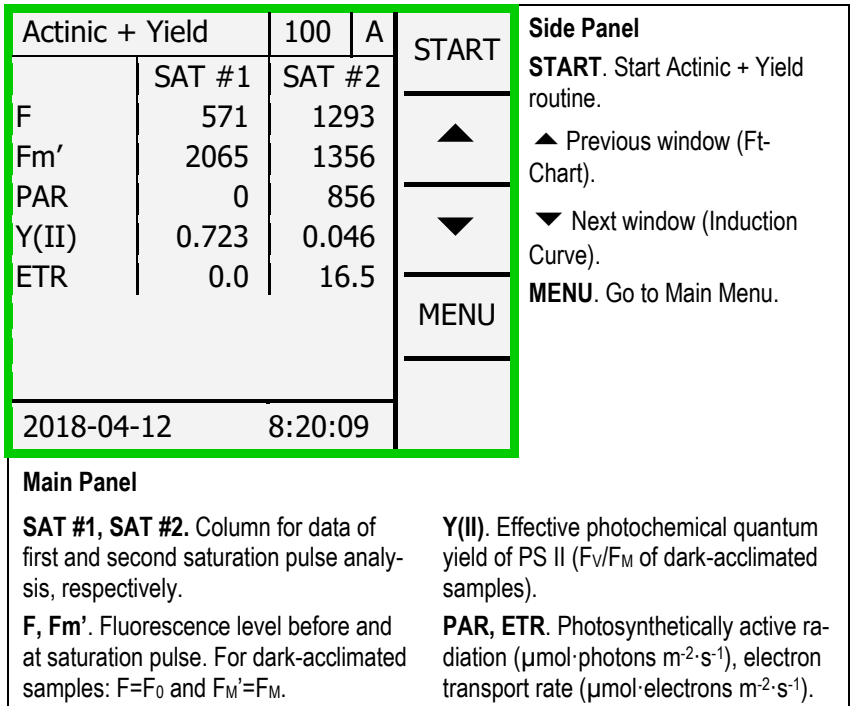 Actinic + Yield 100 A
SAT #1 SAT #2
F 571 1293
Fm′ 2065 1356
PAR 0 856
Y(II) 0.723 0.046
ETR 0.0 16.5
2018-04-12 8:20:09
START
▲
▼
MENU
Side Panel
START. Start Actinic + Yield
routine.
▲ Previous window (Ft-
Chart).
▼ Next window (Induction
Curve).
MENU. Go to Main Menu.
Main Panel
SAT #1, SAT #2. Column for data of
first and second saturation pulse analy-
sis, respectively.
F, Fm’. Fluorescence level before and
at saturation pulse. For dark-acclimated
samples: F=F0 and FM’=FM.
Y(II). Effective photochemical quantum
yield of PS II (FV/FM of dark-acclimated
samples).
PAR, ETR. Photosynthetically active ra-
diation (µmol·photons m-2·s-1), electron
transport rate (µmol·electrons m-2·s-1).